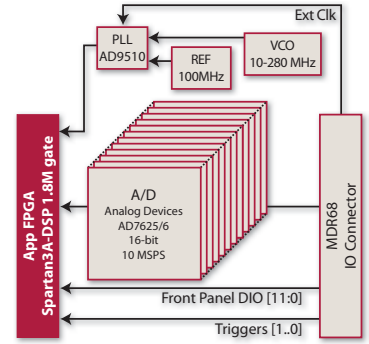 Ext Clk
PLL
AD9510
VCO
10-280 MHz
REF
100MHz
App FPGA
Spartan3A-DSP 1.8M gate
A/D
Analog Devices
AD7625/6
16-bit
10 MSPS
MDR68
IO Connector
Front Panel DIO [11:0]
Triggers [1..0]